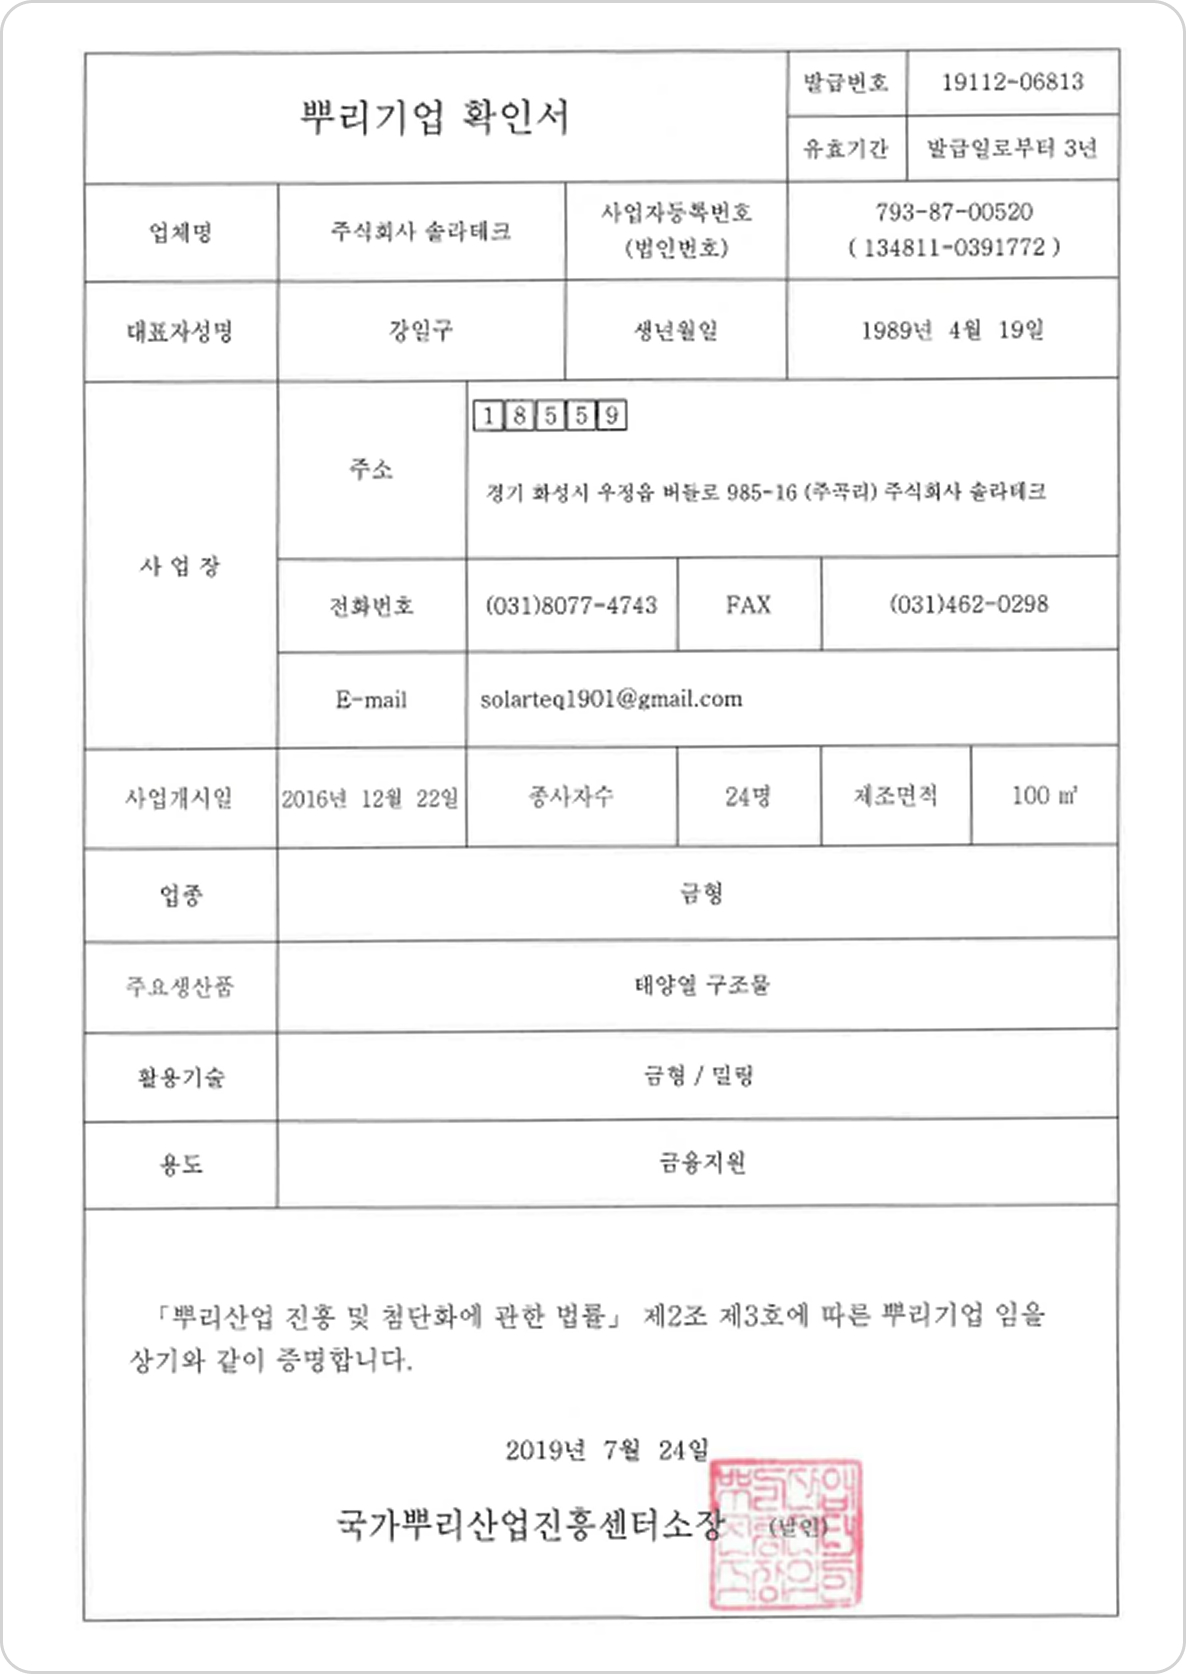 뿌리기업 확인서
발급번호 19112-06813
유효기간 발급일로부터 3년
업체명 주식회사 솔라테크 사업자등록번호 (법인번호) 793-87-00520 ( 134811-0391772 )
대표자성명 강일구 생년월일 1989년 4월 19일
사 업 장
주소
18559
경기 화성시 우정읍 버들로 985-16 (주곡리) 주식회사 솔라테크
전화번호 (031)8077-4743 FAX (031)462-0298
E-mail solarteq1901@gmail.com
사업개시일 2016년 12월 22일 종사자수 24명 제조면적 100 ㎡
업종 금형
주요생산품 태양열 구조물
활용기술 금형 / 밀링
용도 금융지원
「뿌리산업 진흥 및 첨단화에 관한 법률」 제2조 제3호에 따른 뿌리기업 임을
상기와 같이 증명합니다.
2019년 7월 24일
국가뿌리산업진흥센터소장 (날인)